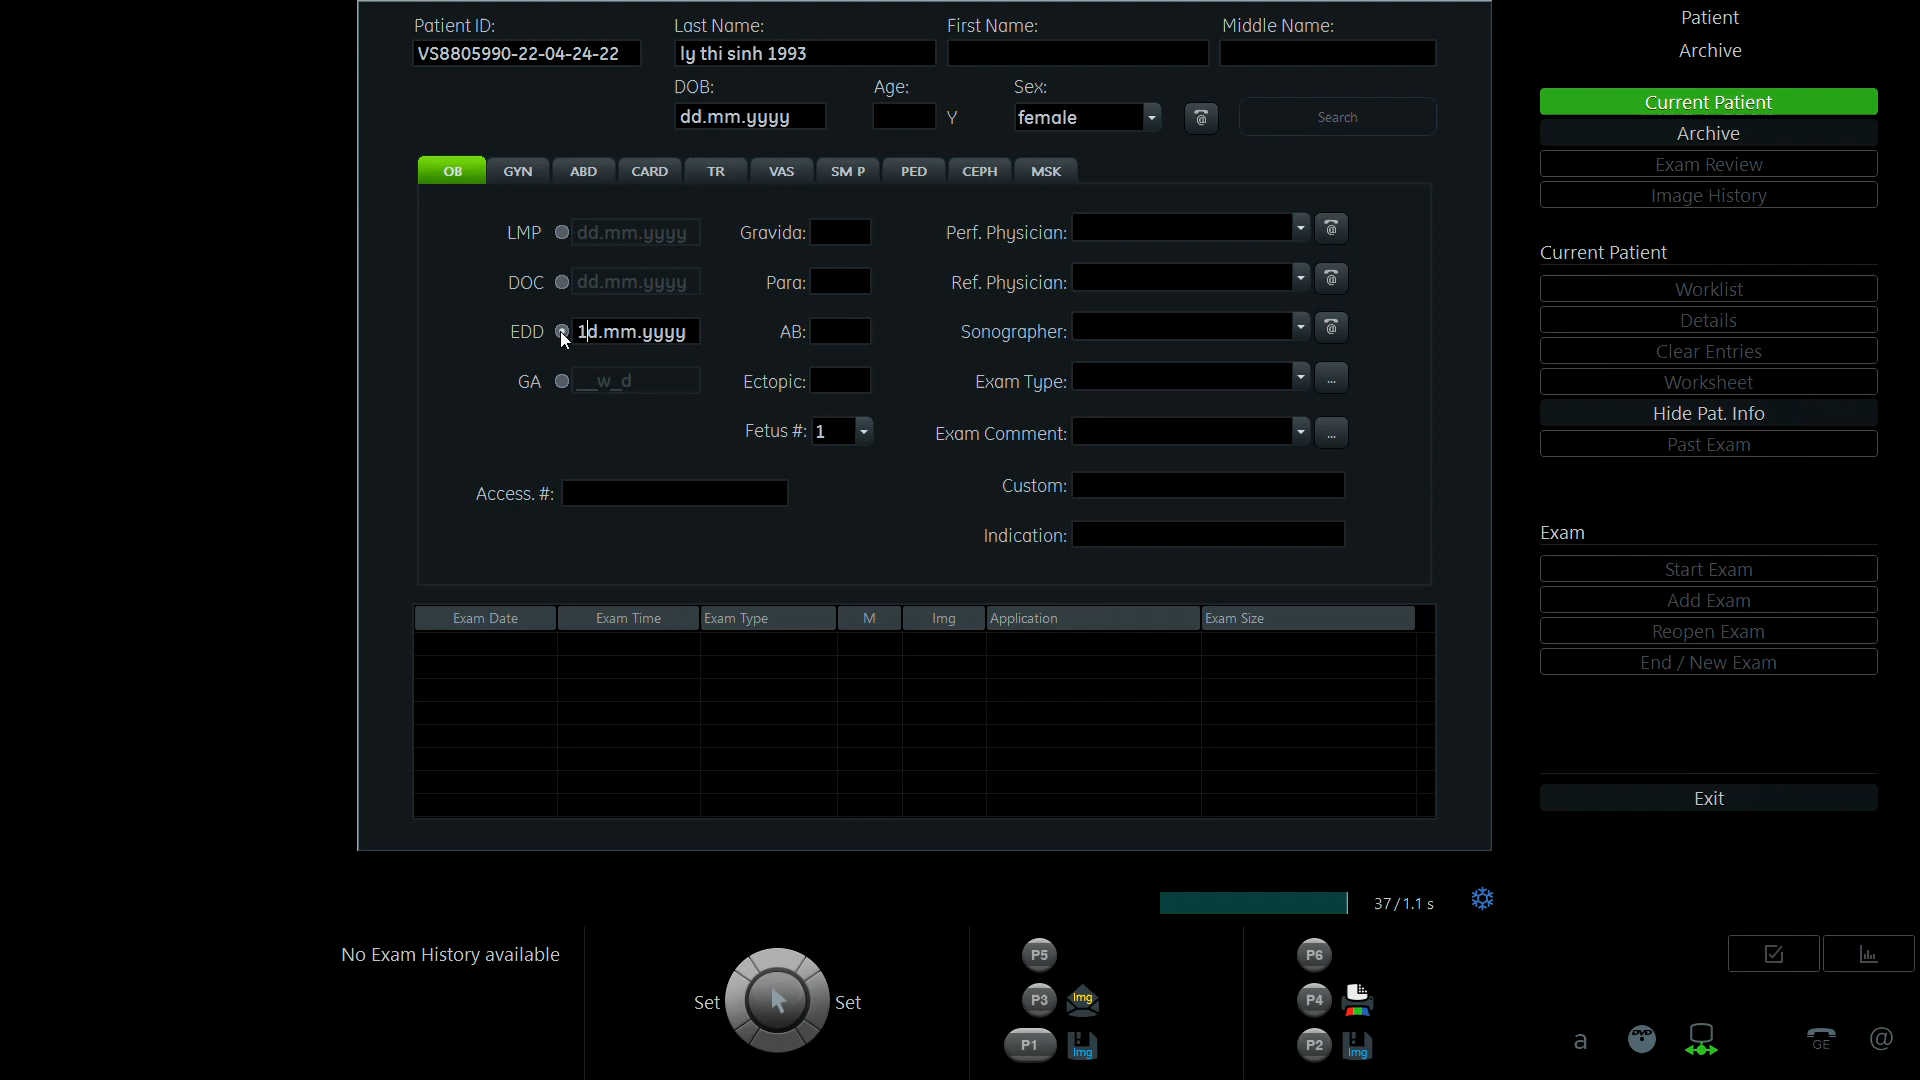 Patient ID: Last Name: First Name: Middle Name:
VS8805990-22-04-24-22 ly thi sinh 1993
DOB: Age: Sex:
dd.mm.yyyy Y female Search
OB GYN ABD CARD TR VAS SM P PED CEPH MSK
LMP dd.mm.yyyy Gravida: Perf. Physician:
DOC dd.mm.yyyy Para: Ref. Physician:
EDD 1d.mm.yyyy AB: Sonographer:
GA __w_d Ectopic: Exam Type: ...
Fetus #: 1 Exam Comment: ...
Access. #: Custom:
Indication:
Exam Date Exam Time Exam Type M Img Application Exam Size
Patient
Archive
Current Patient
Archive
Exam Review
Image History
Current Patient
Worklist
Details
Clear Entries
Worksheet
Hide Pat. Info
Past Exam
Exam
Start Exam
Add Exam
Reopen Exam
End / New Exam
Exit
37/1.1 s
No Exam History available
Set Set
P5 P6
P3 Img P4
P1 Img P2 Img
a DVD GE @